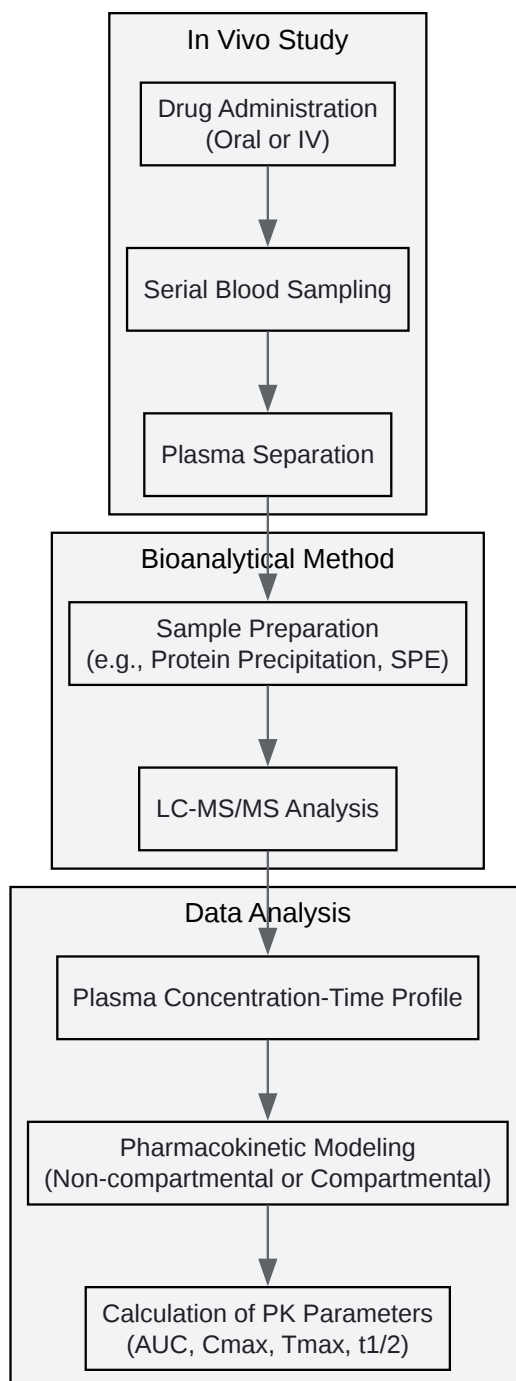 In Vivo Study
Drug Administration
(Oral or IV)
Serial Blood Sampling
Plasma Separation
Bioanalytical Method
Sample Preparation
(e.g., Protein Precipitation, SPE)
LC-MS/MS Analysis
Data Analysis
Plasma Concentration-Time Profile
Pharmacokinetic Modeling
(Non-compartmental or Compartmental)
Calculation of PK Parameters
(AUC, Cmax, Tmax, t1/2)